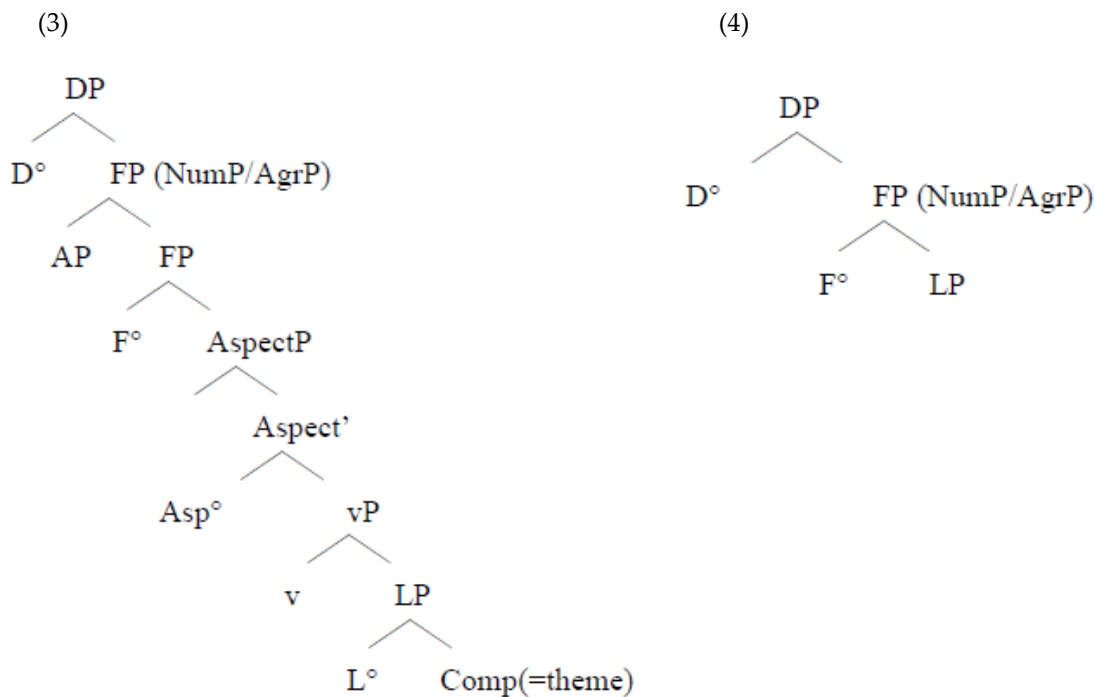 (3)
DP
D° FP (NumP/AgrP)
AP FP
F° AspectP
Aspect’
Asp° vP
v LP
L° Comp(=theme)
(4)
DP
D° FP (NumP/AgrP)
F° LP